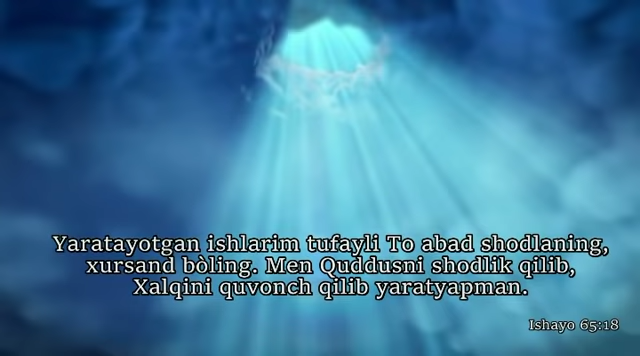 Yaratayotgan ishlarim tufayli To abad shodlaning,
xursand bòling. Men Quddusni shodlik qilib,
Xalqini quvonch qilib yaratyapman.
Ishayo 65:18